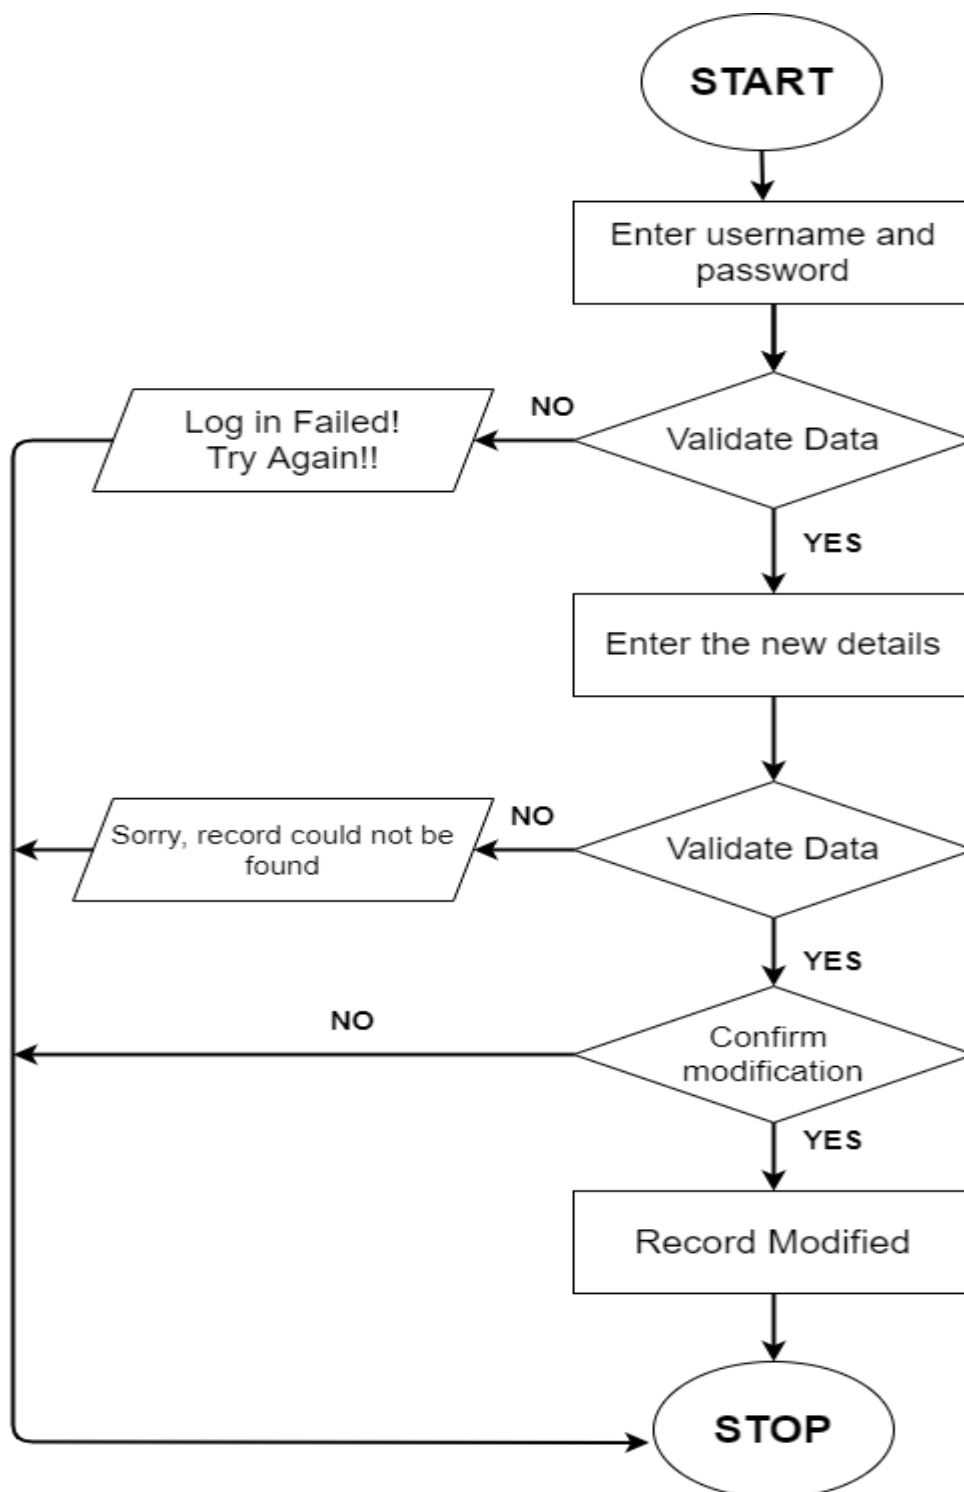 START
Enter username and
password
NO
Log in Failed!
Try Again!!
Validate Data
YES
Enter the new details
NO
Sorry, record could not be
found
Validate Data
YES
NO
Confirm
modification
YES
Record Modified
STOP